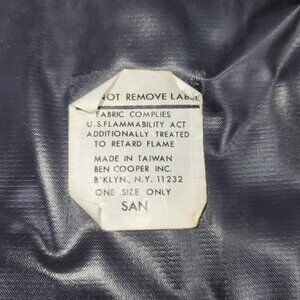 NOT REMOVE LABEL
FABRIC COMPLIES
U.S.FLAMMABILITY ACT
ADDITIONALLY TREATED
TO RETARD FLAME
MADE IN TAIWAN
BEN COOPER INC.
B'KLYN., N.Y. 11232
ONE SIZE ONLY
SAN